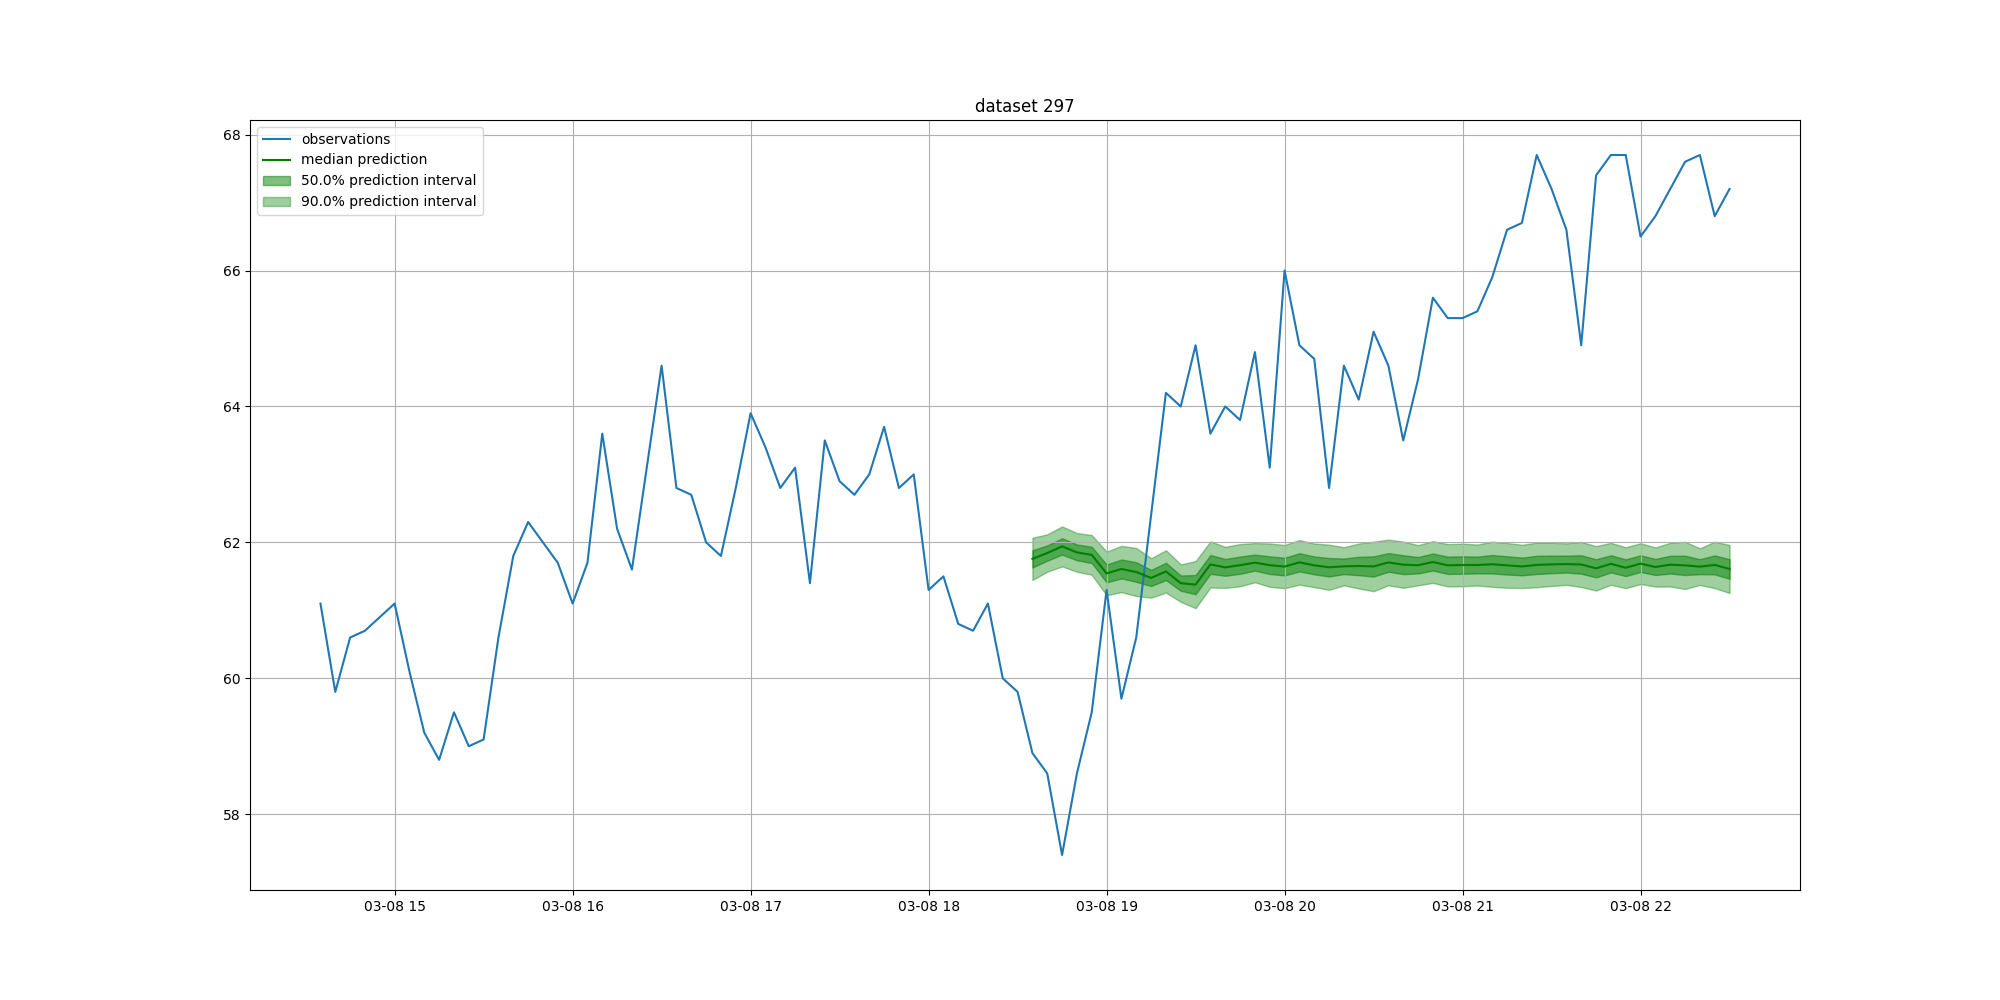 dataset 297
observations
median prediction
50.0% prediction interval
90.0% prediction interval
68
66
64
62
60
58
03-08 15
03-08 16
03-08 17
03-08 18
03-08 19
03-08 20
03-08 21
03-08 22